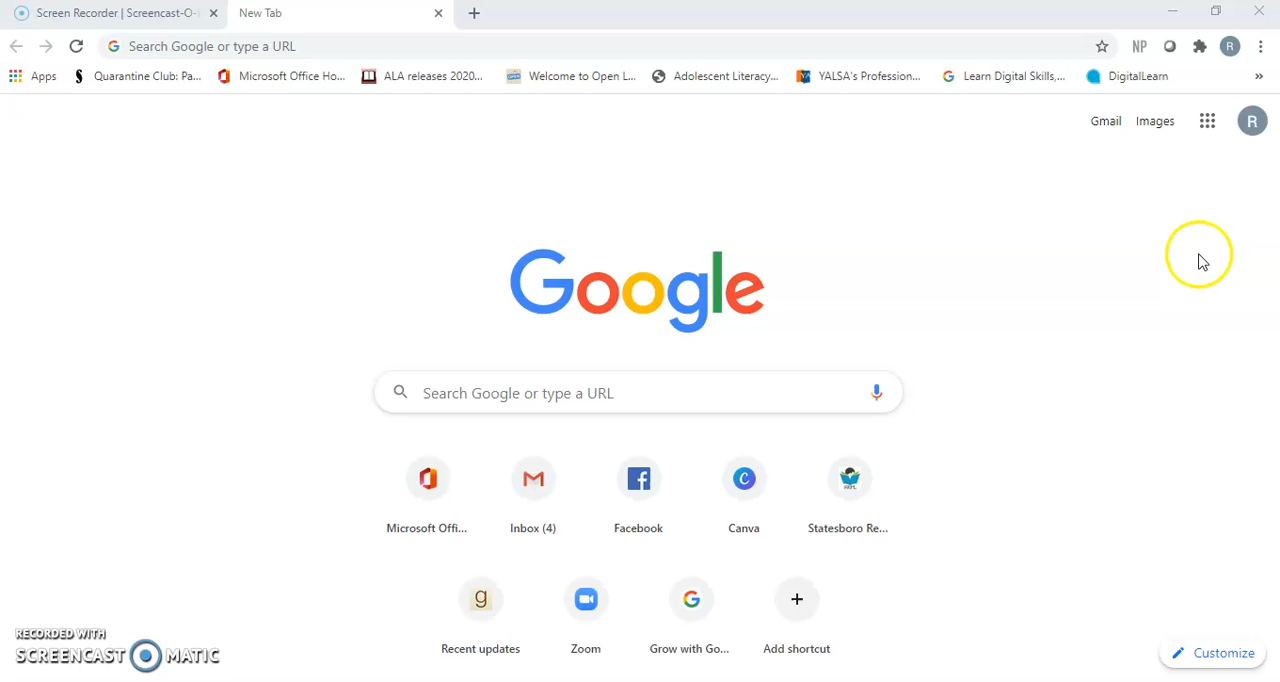 Screen Recorder | Screencast-O-
New Tab
Search Google or type a URL
NP
R
Apps
Quarantine Club: Pa...
Microsoft Office Ho...
ALA releases 2020...
Welcome to Open L...
Adolescent Literacy...
YALSA's Profession...
Learn Digital Skills,...
DigitalLearn
»
Gmail
Images
R
Google
Search Google or type a URL
Microsoft Offi...
Inbox (4)
Facebook
Canva
Statesboro Re...
g
Recent updates
Zoom
Grow with Go...
Add shortcut
RECORDED WITH
SCREENCAST MATIC
Customize